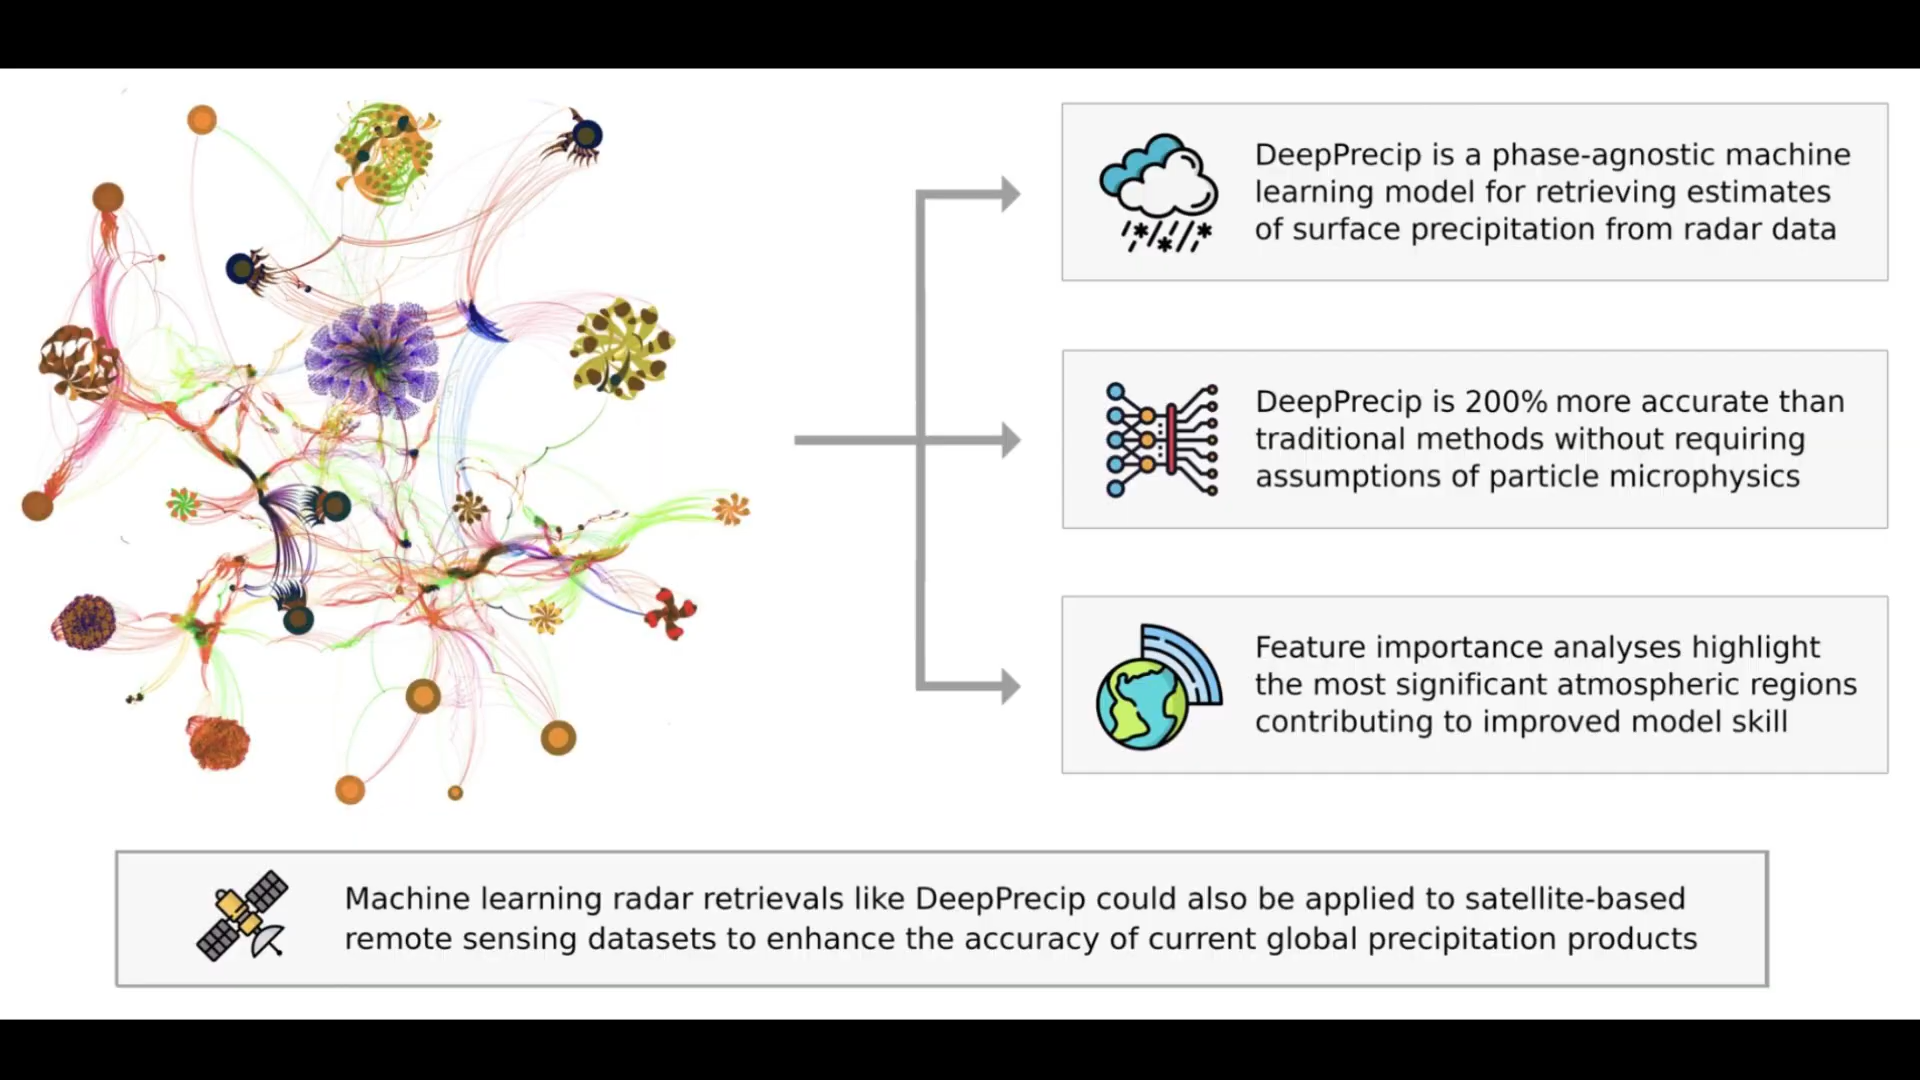 DeepPrecip is a phase-agnostic machine
learning model for retrieving estimates
of surface precipitation from radar data
DeepPrecip is 200% more accurate than
traditional methods without requiring
assumptions of particle microphysics
Feature importance analyses highlight
the most significant atmospheric regions
contributing to improved model skill
Machine learning radar retrievals like DeepPrecip could also be applied to satellite-based
remote sensing datasets to enhance the accuracy of current global precipitation products